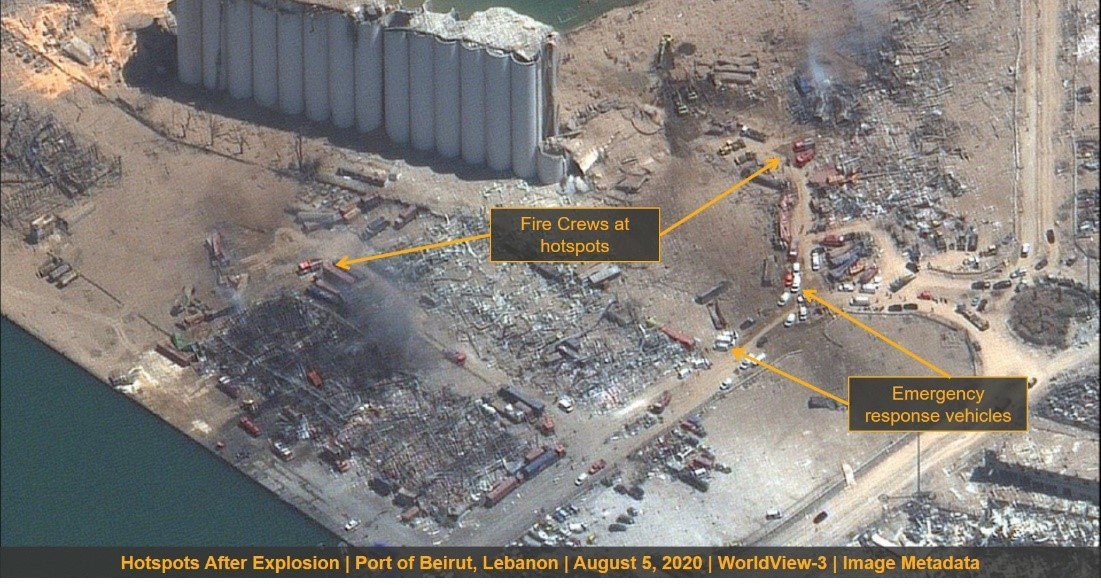 Fire Crews at
hotspots
Emergency
response vehicles
Hotspots After Explosion | Port of Beirut, Lebanon | August 5, 2020 | WorldView-3 | Image Metadata